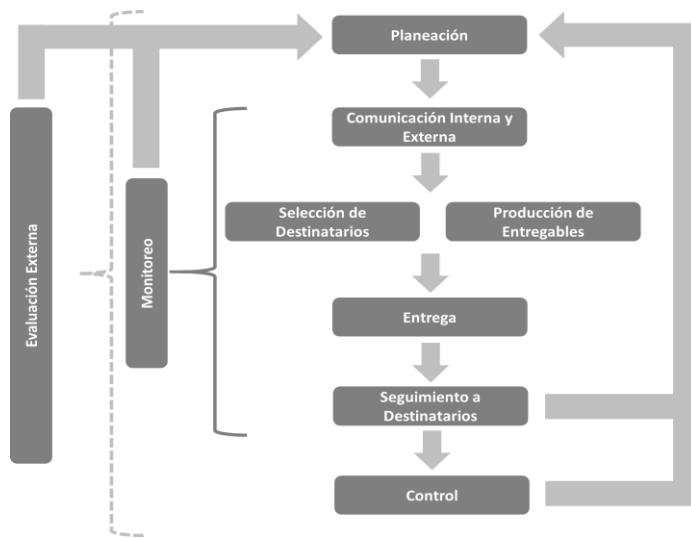 Planeación
Comunicación Interna y
Externa
Selección de
Destinatarios
Producción de
Entregables
Entrega
Seguimiento a
Destinatarios
Control
Monitoreo
Evaluación Externa